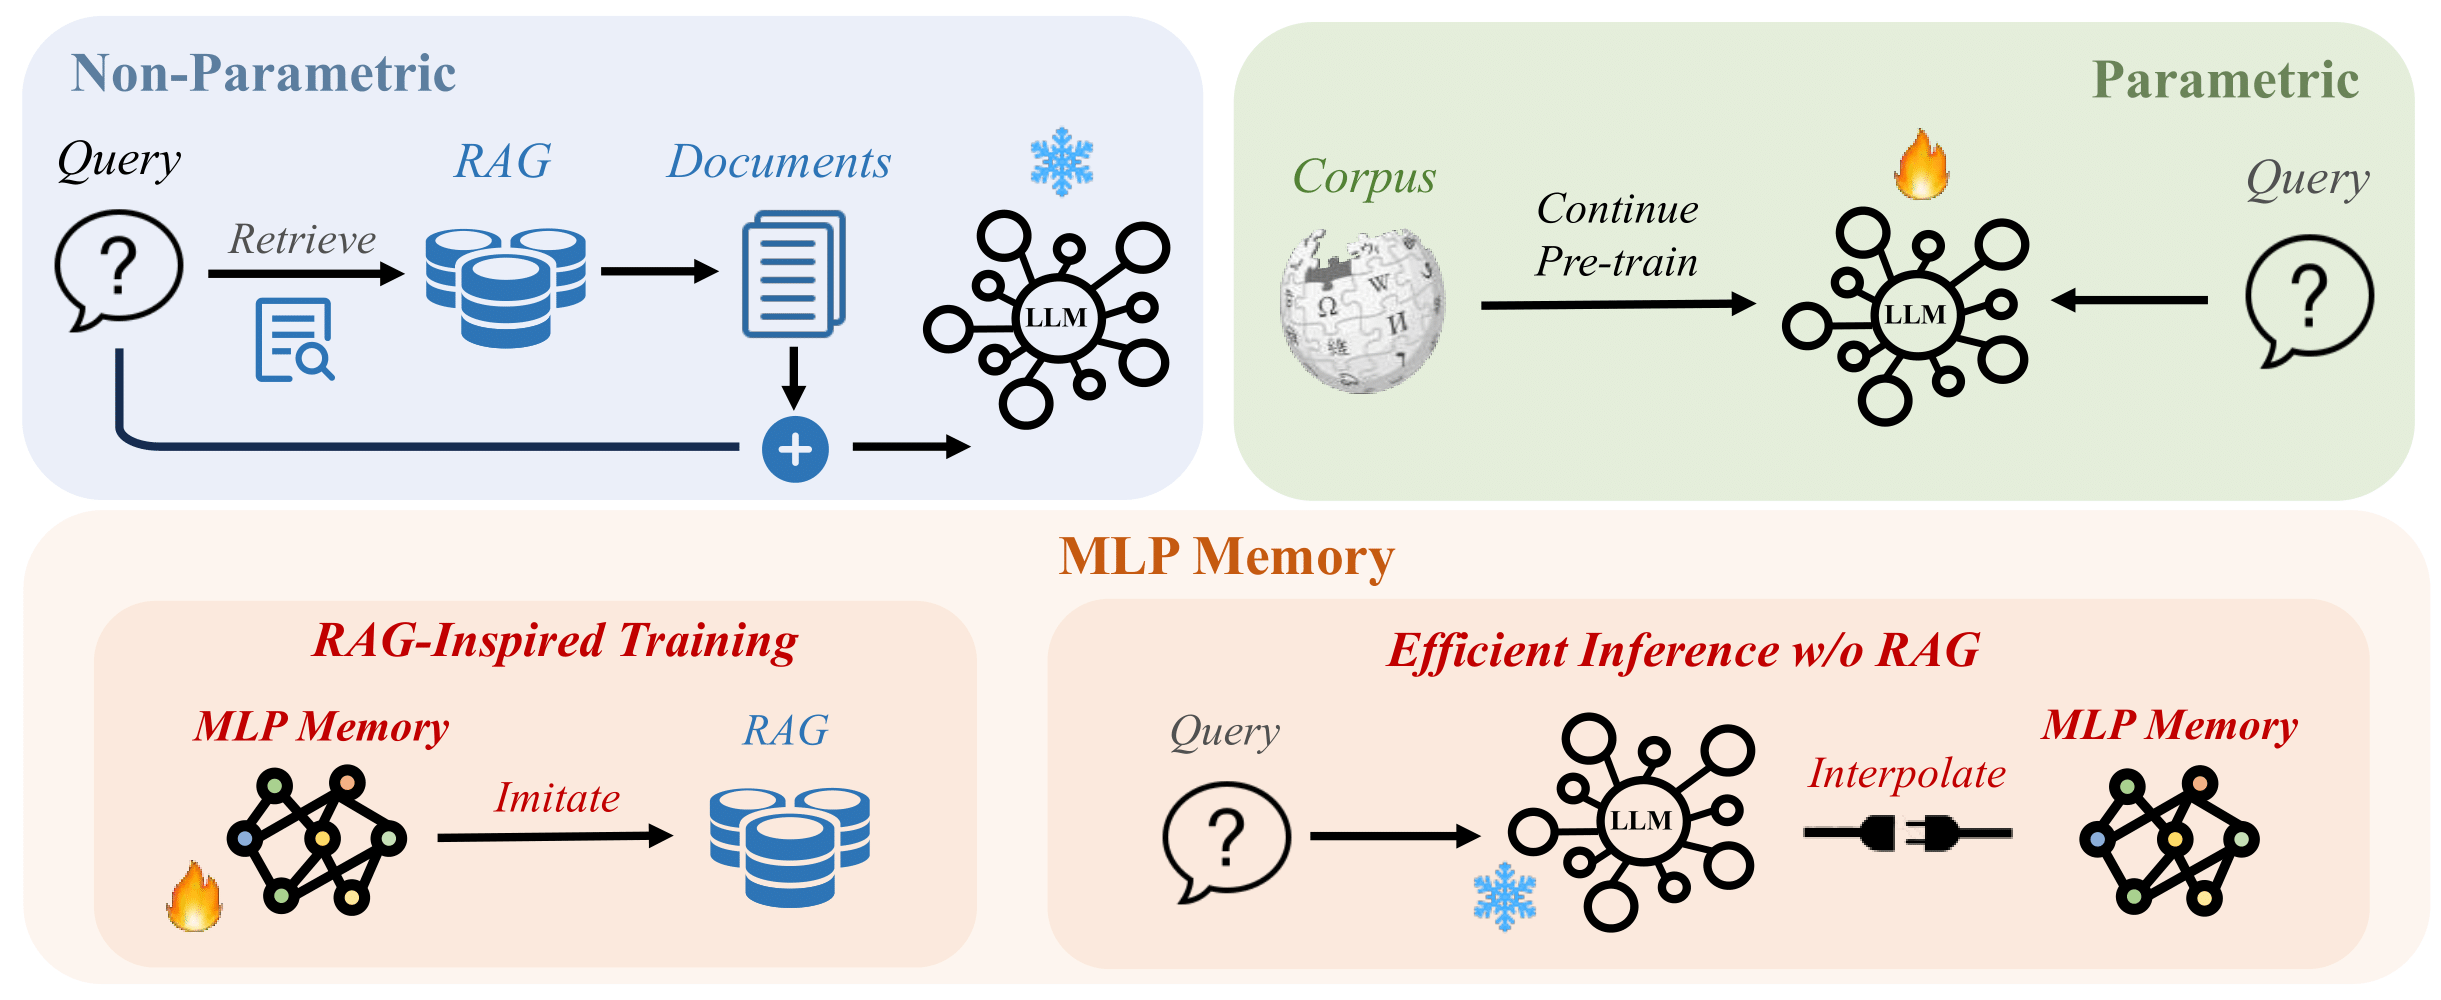 Non-Parametric
Query
RAG
Documents
Retrieve
?
LLM
Parametric
Corpus
Continue
Pre-train
Query
Ω
W
И
維
LLM
?
MLP Memory
RAG-Inspired Training
MLP Memory
RAG
Imitate
Efficient Inference w/o RAG
Query
MLP Memory
Interpolate
?
LLM